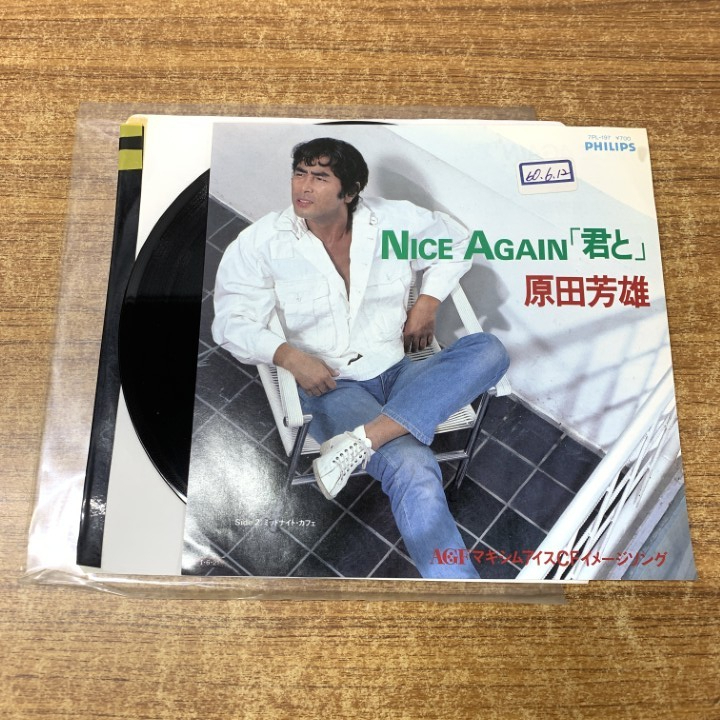 7PL-197 ¥700
PHILIPS
60.6.12
NICE AGAIN「君と」
原田芳雄
Side 2. ミッドナイト・カフェ
AGF マキシムアイスCFイメージソング